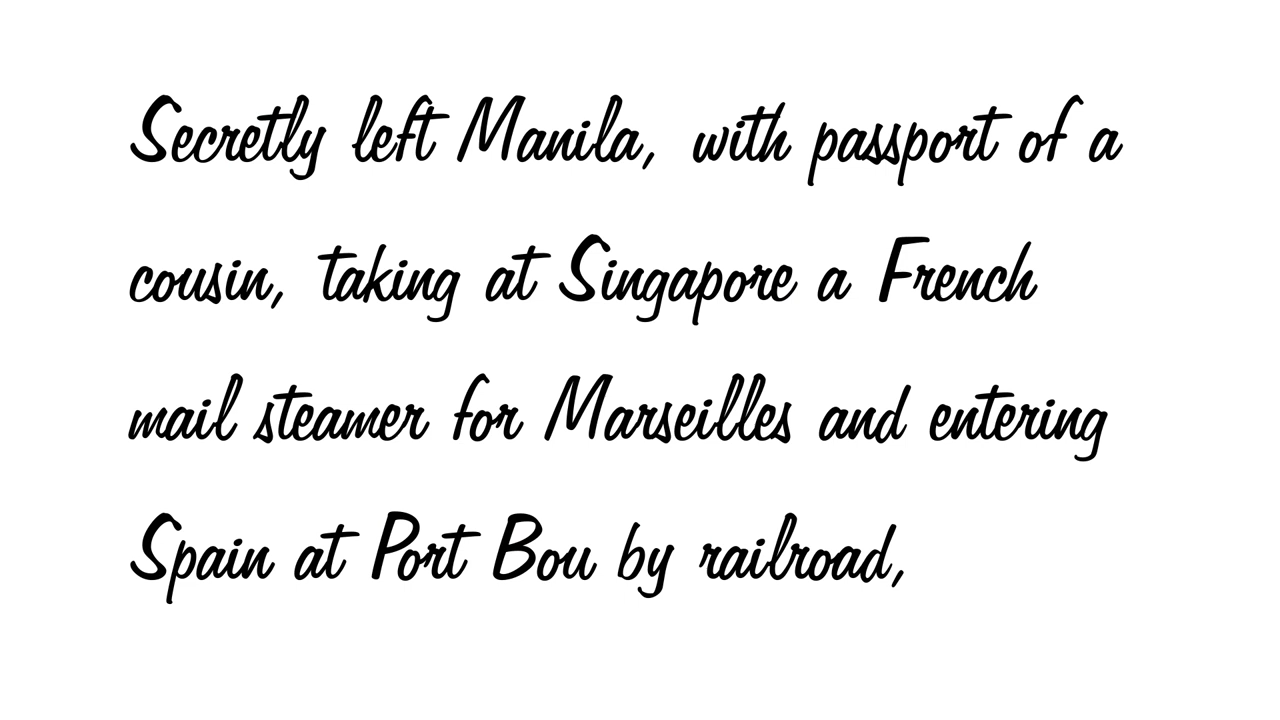 Secretly left Manila, with passport of a
cousin, taking at Singapore a French
mail steamer for Marseilles and entering
Spain at Port Bou by railroad,